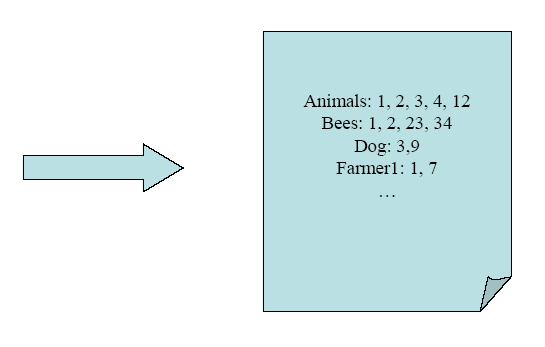 Animals: 1, 2, 3, 4, 12
Bees: 1, 2, 23, 34
Dog: 3,9
Farmer1: 1, 7
…